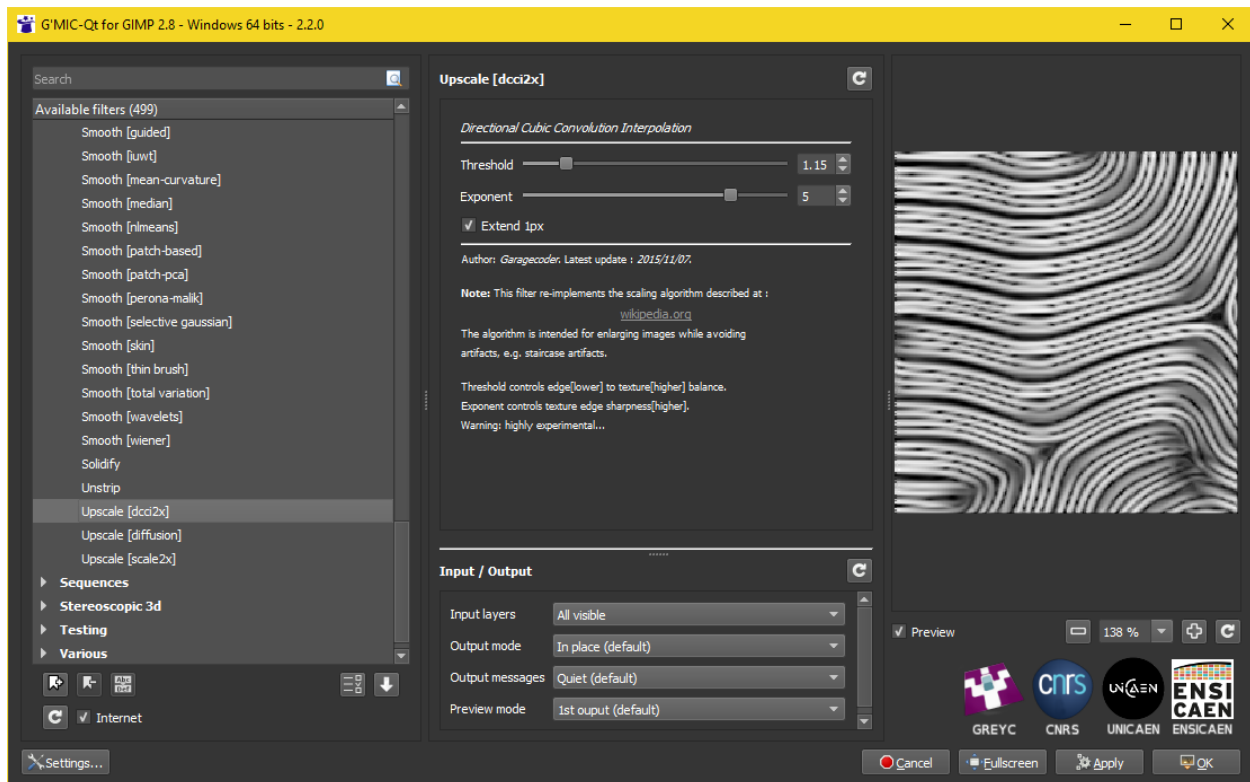 G'MIC-Qt for GIMP 2.8 - Windows 64 bits - 2.2.0
Search
Available filters (499)
Smooth [guided]
Smooth [iuwt]
Smooth [mean-curvature]
Smooth [median]
Smooth [nlmeans]
Smooth [patch-based]
Smooth [patch-pca]
Smooth [perona-malik]
Smooth [selective gaussian]
Smooth [skin]
Smooth [thin brush]
Smooth [total variation]
Smooth [wavelets]
Smooth [wiener]
Solidify
Unstrip
Upscale [dcci2x]
Upscale [diffusion]
Upscale [scale2x]
Sequences
Stereoscopic 3d
Testing
Various
Abc
Def
Internet
Settings...
Upscale [dcci2x]
Directional Cubic Convolution Interpolation
Threshold 1.15
Exponent 5
Extend 1px
Author: Garagecoder. Latest update : 2015/11/07.
Note: This filter re-implements the scaling algorithm described at :
wikipedia.org
The algorithm is intended for enlarging images while avoiding
artifacts, e.g. staircase artifacts.
Threshold controls edge[lower] to texture[higher] balance.
Exponent controls texture edge sharpness[higher].
Warning: highly experimental...
Input / Output
Input layers All visible
Output mode In place (default)
Output messages Quiet (default)
Preview mode 1st ouput (default)
Preview 138 %
cnrs UNICAEN ENSI
CAEN
GREYC CNRS UNICAEN ENSICAEN
Cancel Fullscreen Apply OK